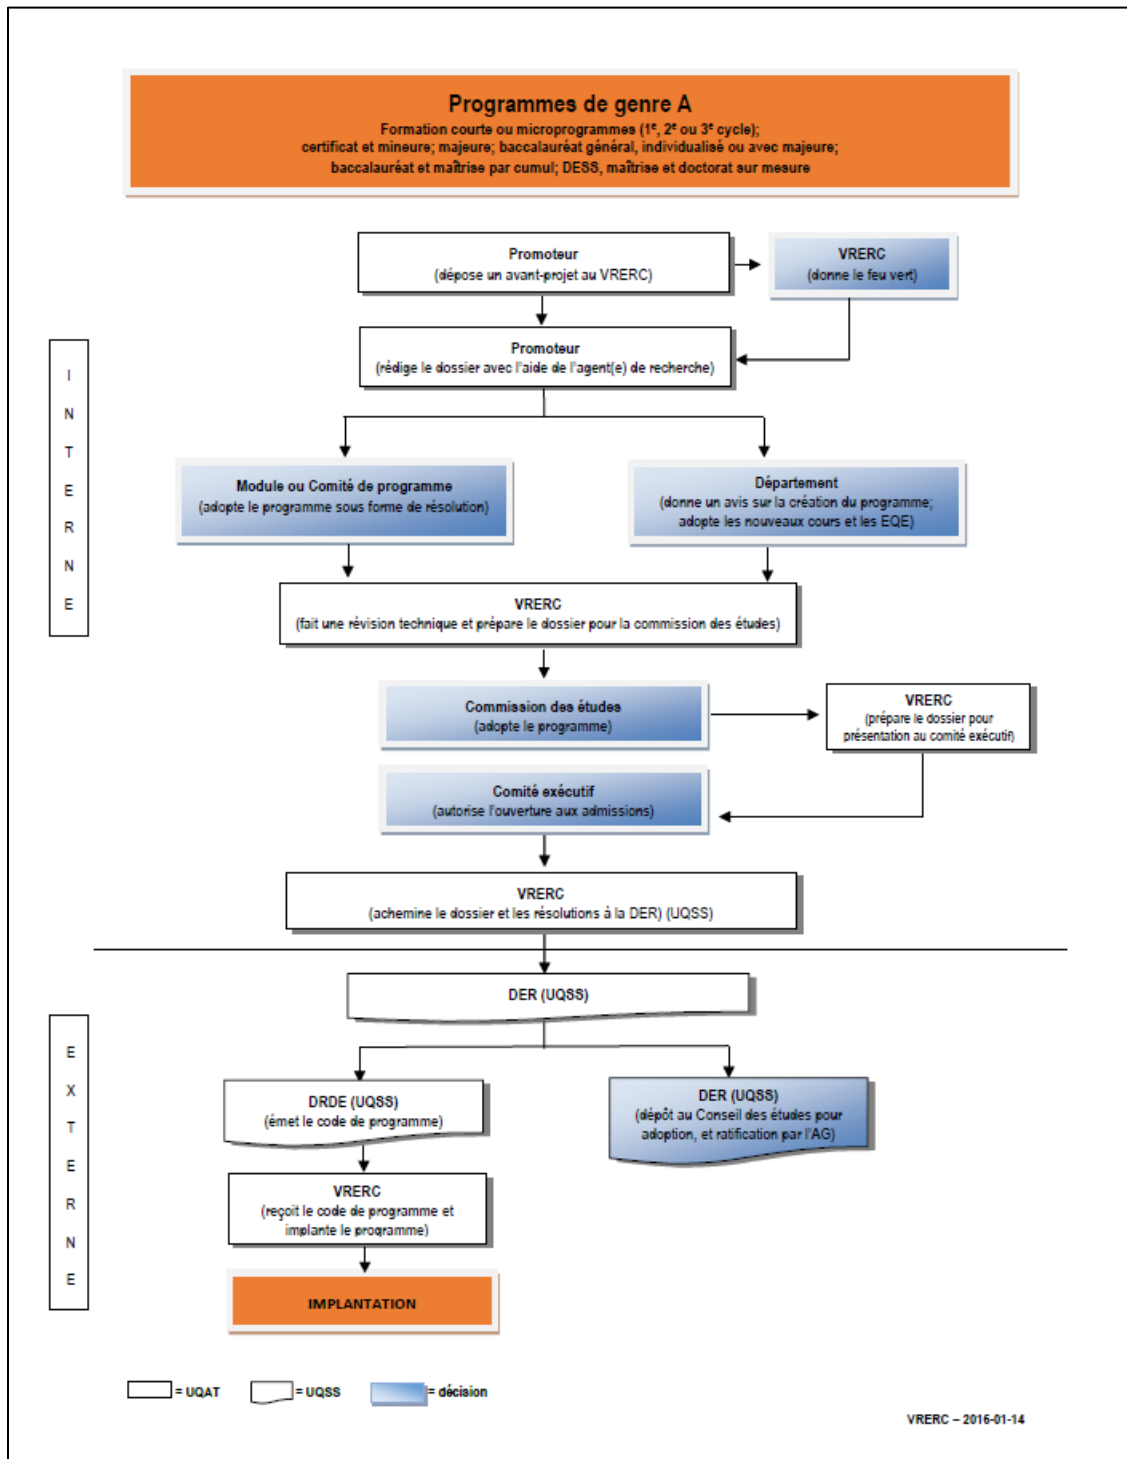 Programmes de genre A
Formation courte ou microprogrammes (1e, 2e ou 3e cycle);
certificat et mineure; majeure; baccalauréat général, individualisé ou avec majeure;
baccalauréat et maîtrise par cumul; DESS, maîtrise et doctorat sur mesure
Promoteur
(dépose un avant-projet au VRERC)
VRERC
(donne le feu vert)
Promoteur
(rédige le dossier avec l'aide de l'agent(e) de recherche)
I
N
T
E
R
N
E
Module ou Comité de programme
(adopte le programme sous forme de résolution)
Département
(donne un avis sur la création du programme;
adopte les nouveaux cours et les EQE)
VRERC
(fait une révision technique et prépare le dossier pour la commission des études)
Commission des études
(adopte le programme)
VRERC
(prépare le dossier pour
présentation au comité exécutif)
Comité exécutif
(autorise l'ouverture aux admissions)
VRERC
(achemine le dossier et les résolutions à la DER) (UQSS)
DER (UQSS)
E
X
T
E
R
N
E
DRDE (UQSS)
(émet le code de programme)
DER (UQSS)
(dépôt au Conseil des études pour
adoption, et ratification par l'AG)
VRERC
(reçoit le code de programme et
implante le programme)
IMPLANTATION
= UQAT
= UQSS
= décision
VRERC – 2016-01-14